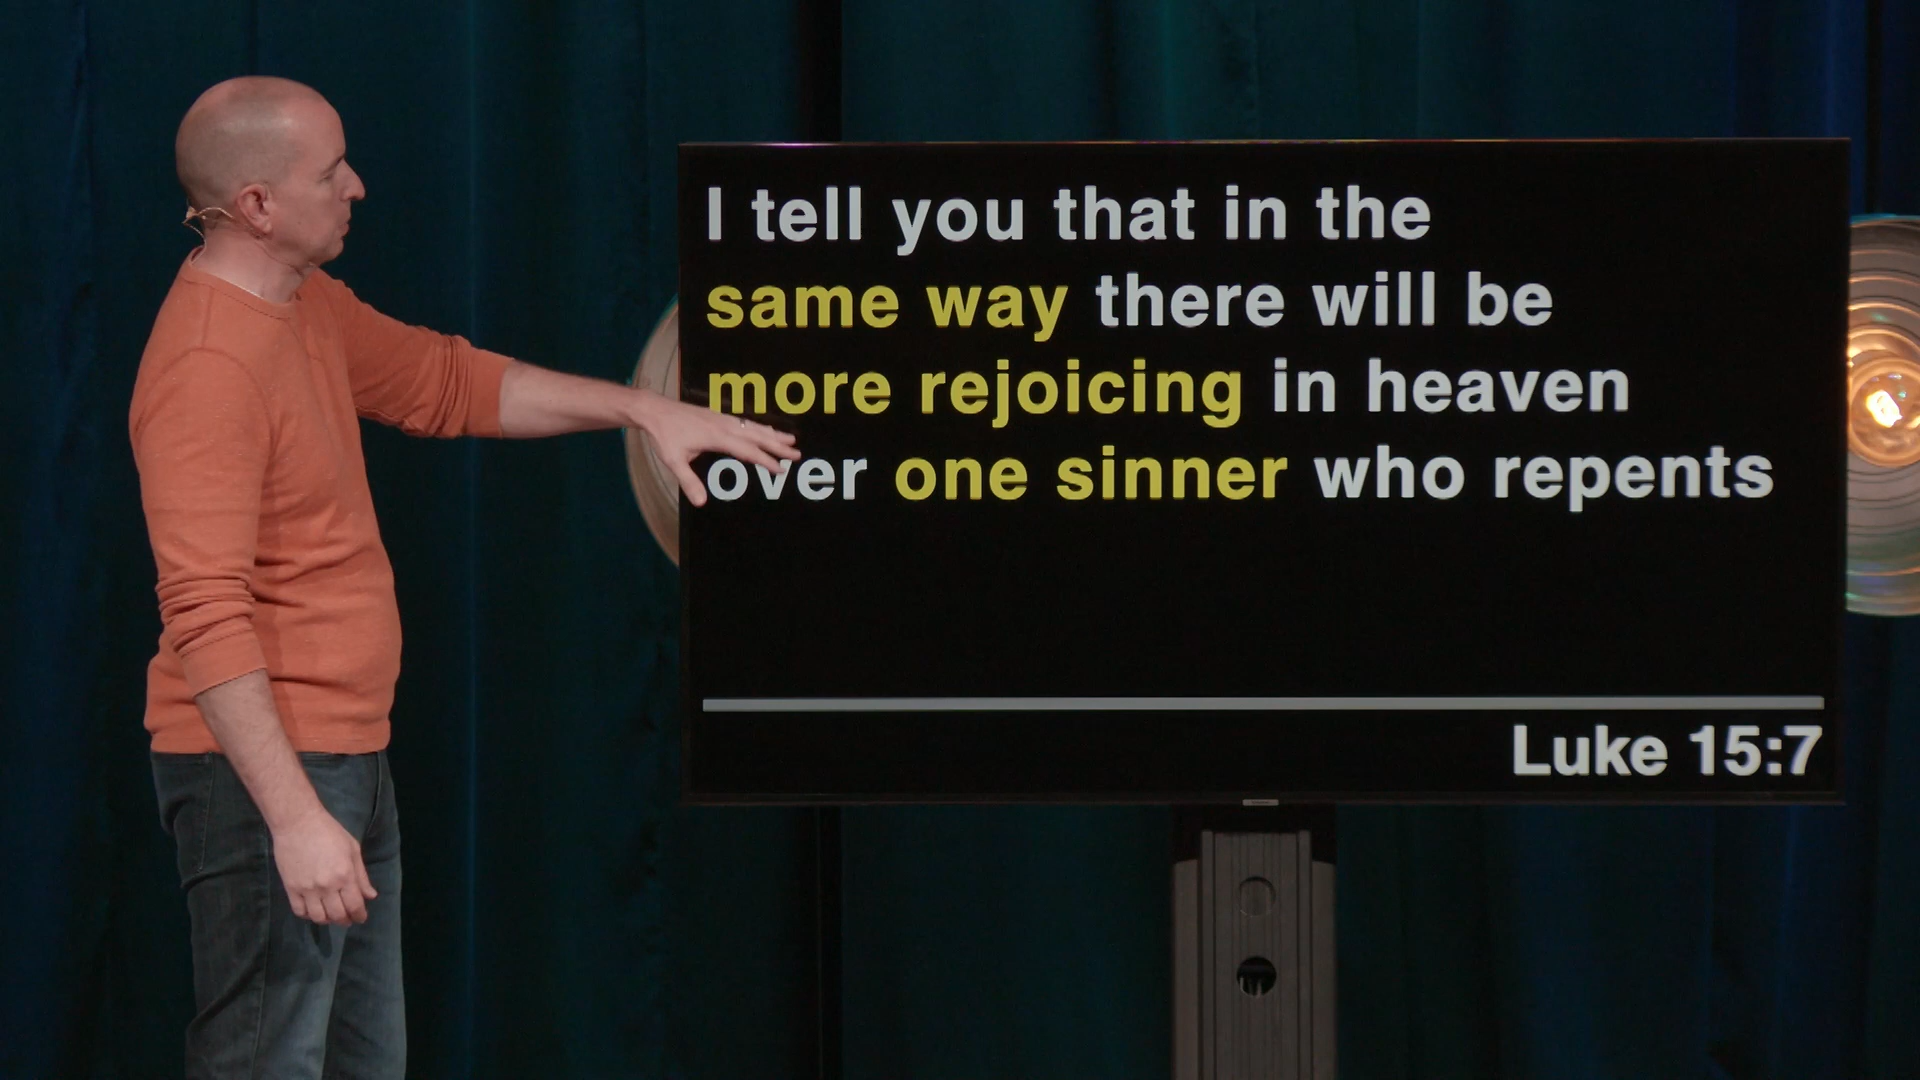 I tell you that in the
same way there will be
more rejoicing in heaven
over one sinner who repents
Luke 15:7